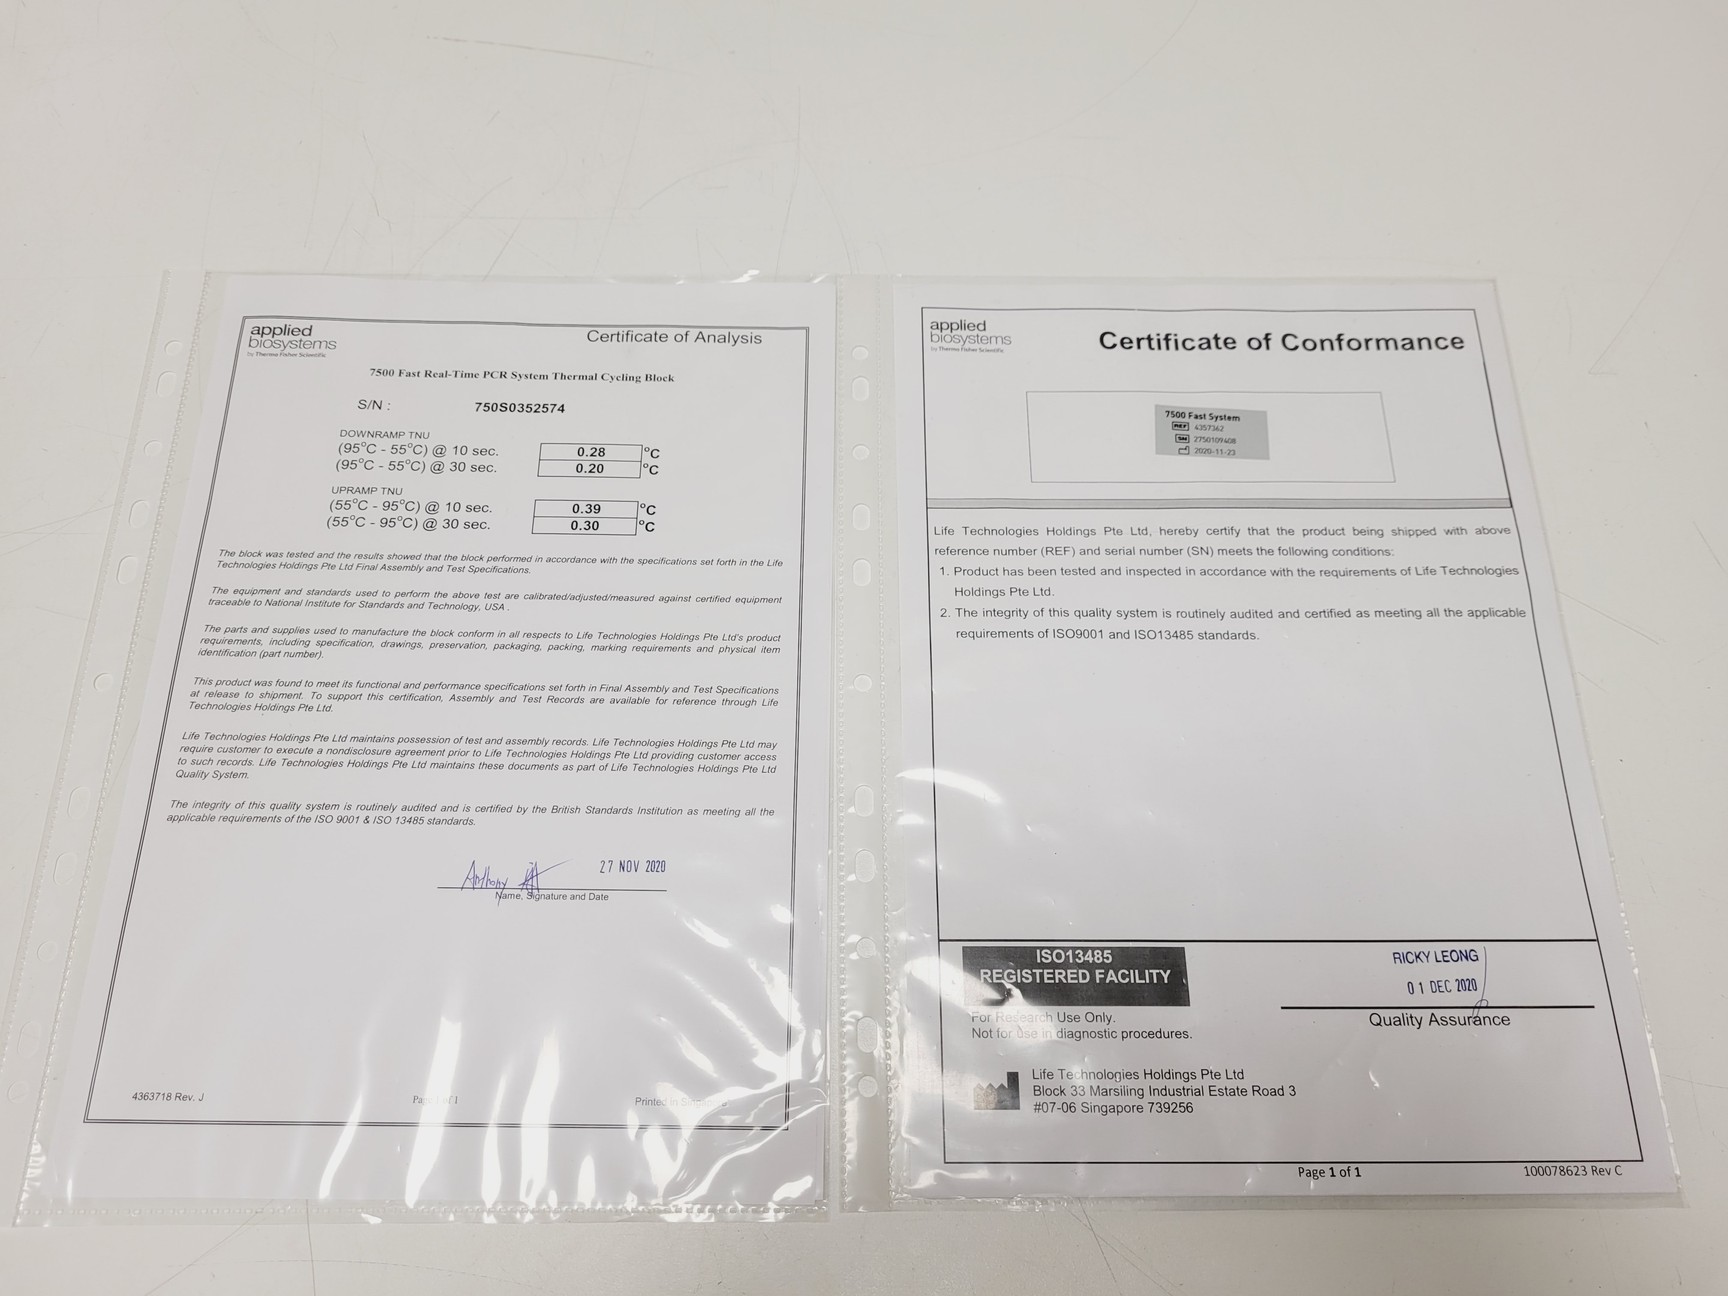 applied
biosystems
by Thermo Fisher Scientific
Certificate of Analysis
7500 Fast Real-Time PCR System Thermal Cycling Block
S/N : 750S0352574
DOWNRAMP TNU
(95°C - 55°C) @ 10 sec. 0.28 °C
(95°C - 55°C) @ 30 sec. 0.20 °C
UPRAMP TNU
(55°C - 95°C) @ 10 sec. 0.39 °C
(55°C - 95°C) @ 30 sec. 0.30 °C
The block was tested and the results showed that the block performed in accordance with the specifications set forth in the Life
Technologies Holdings Pte Ltd Final Assembly and Test Specifications.
The equipment and standards used to perform the above test are calibrated/adjusted/measured against certified equipment
traceable to National Institute for Standards and Technology, USA .
The parts and supplies used to manufacture the block conform in all respects to Life Technologies Holdings Pte Ltd's product
requirements, including specification, drawings, preservation, packaging, packing, marking requirements and physical item
identification (part number).
This product was found to meet its functional and performance specifications set forth in Final Assembly and Test Specifications
at release to shipment. To support this certification, Assembly and Test Records are available for reference through Life
Technologies Holdings Pte Ltd.
Life Technologies Holdings Pte Ltd maintains possession of test and assembly records. Life Technologies Holdings Pte Ltd may
require customer to execute a nondisclosure agreement prior to Life Technologies Holdings Pte Ltd providing customer access
to such records. Life Technologies Holdings Pte Ltd maintains these documents as part of Life Technologies Holdings Pte Ltd
Quality System.
The integrity of this quality system is routinely audited and is certified by the British Standards Institution as meeting all the
applicable requirements of the ISO 9001 & ISO 13485 standards.
Anthony 27 NOV 2020
Name, Signature and Date
4363718 Rev. J Page 1 of 1 Printed in Singapore
applied
biosystems
by Thermo Fisher Scientific
Certificate of Conformance
7500 Fast System
REF 4357362
SN 2750109408
2020-11-23
Life Technologies Holdings Pte Ltd, hereby certify that the product being shipped with above
reference number (REF) and serial number (SN) meets the following conditions:
1. Product has been tested and inspected in accordance with the requirements of Life Technologies
Holdings Pte Ltd.
2. The integrity of this quality system is routinely audited and certified as meeting all the applicable
requirements of ISO9001 and ISO13485 standards.
ISO13485
REGISTERED FACILITY
RICKY LEONG
01 DEC 2020
Quality Assurance
For Research Use Only.
Not for use in diagnostic procedures.
Life Technologies Holdings Pte Ltd
Block 33 Marsiling Industrial Estate Road 3
#07-06 Singapore 739256
Page 1 of 1
100078623 Rev C